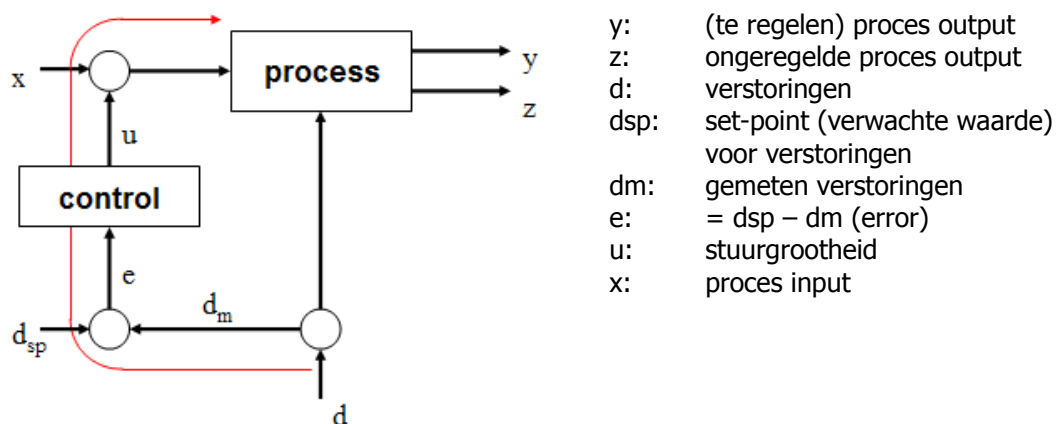 x
process
y
z
u
control
e
dm
dsp
d
y: (te regelen) proces output
z: ongeregelde proces output
d: verstoringen
dsp: set-point (verwachte waarde)
voor verstoringen
dm: gemeten verstoringen
e: = dsp – dm (error)
u: stuurgrootheid
x: proces input